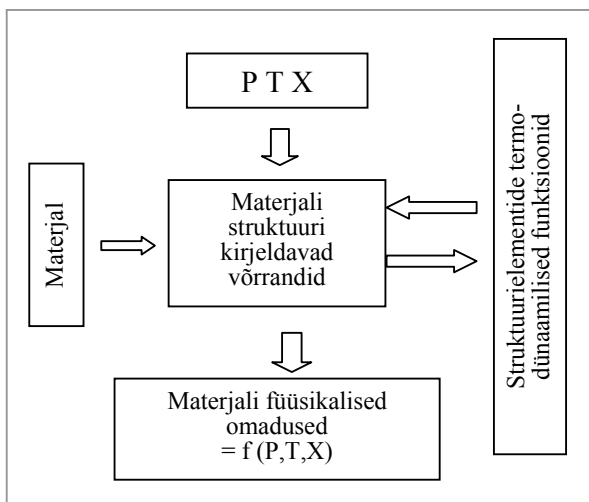 P T X
Materjal
Materjali
struktuuri
kirjeldavad
võrrandid
Struktuurielementide termo-
dünaamilised funktsioonid
Materjali füüsikalised
omadused
= f (P,T,X)